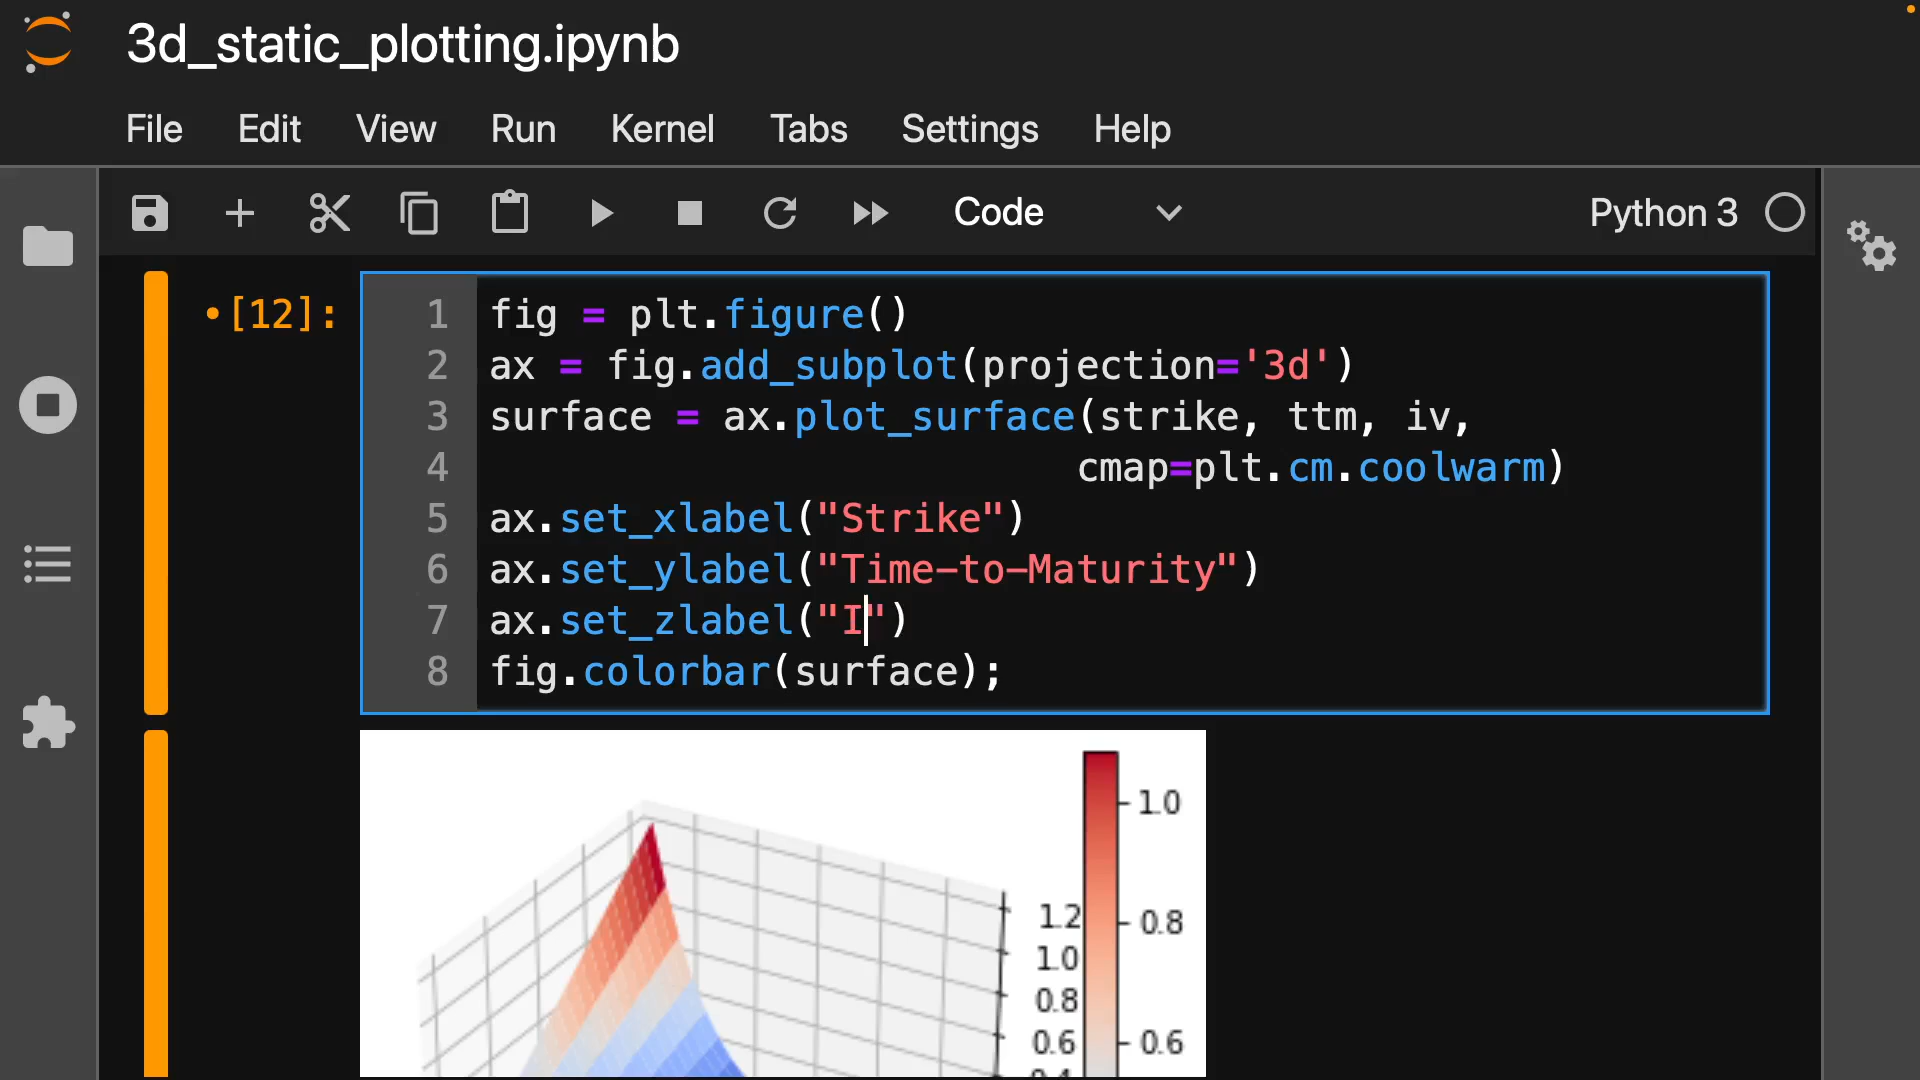 3d_static_plotting.ipynb
File Edit View Run Kernel Tabs Settings Help
Code Python 3
[12]:
1 fig = plt.figure()
2 ax = fig.add_subplot(projection='3d')
3 surface = ax.plot_surface(strike, ttm, iv,
4 cmap=plt.cm.coolwarm)
5 ax.set_xlabel("Strike")
6 ax.set_ylabel("Time-to-Maturity")
7 ax.set_zlabel("I")
8 fig.colorbar(surface);
1.0
1.2 0.8
1.0
0.8
0.6 0.6
0.4